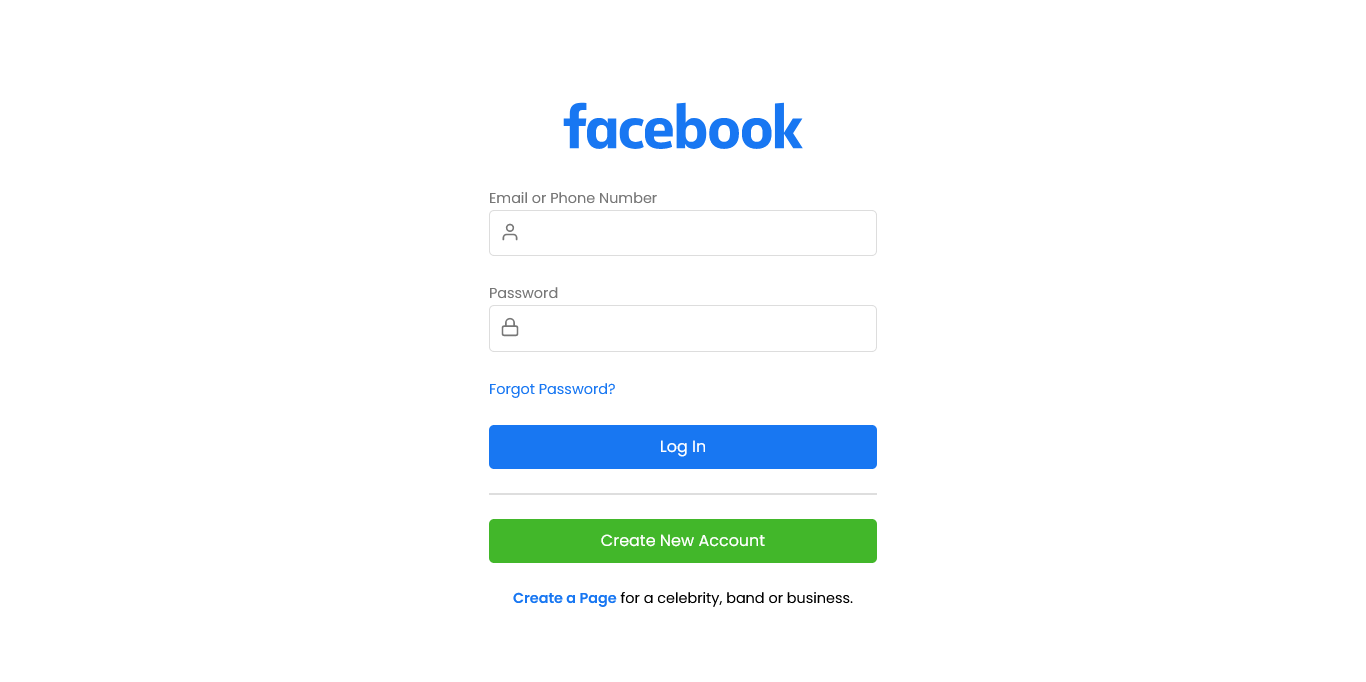 facebook
Email or Phone Number
Password
Forgot Password?
Log In
Create New Account
Create a Page for a celebrity, band or business.